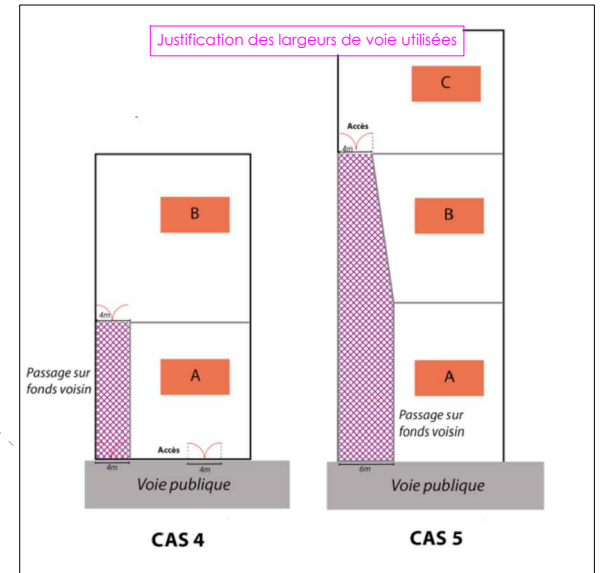 Justification des largeurs de voie utilisées
B
4m
Passage sur
fonds voisin
A
Accès
4m
4m
Voie publique
CAS 4
C
Accès
4m
B
A
Passage sur
fonds voisin
6m
Voie publique
CAS 5